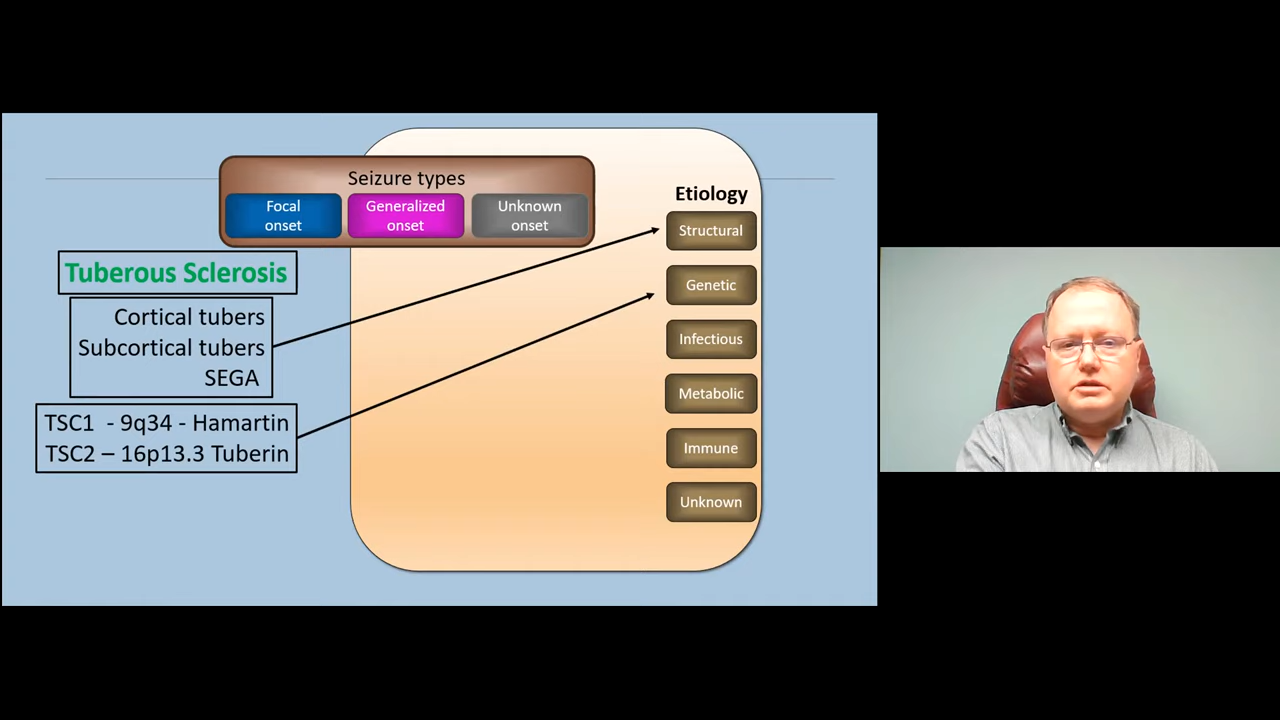 Seizure types
Focal
onset
Generalized
onset
Unknown
onset
Etiology
Structural
Genetic
Infectious
Metabolic
Immune
Unknown
Tuberous Sclerosis
Cortical tubers
Subcortical tubers
SEGA
TSC1 - 9q34 - Hamartin
TSC2 – 16p13.3 Tuberin